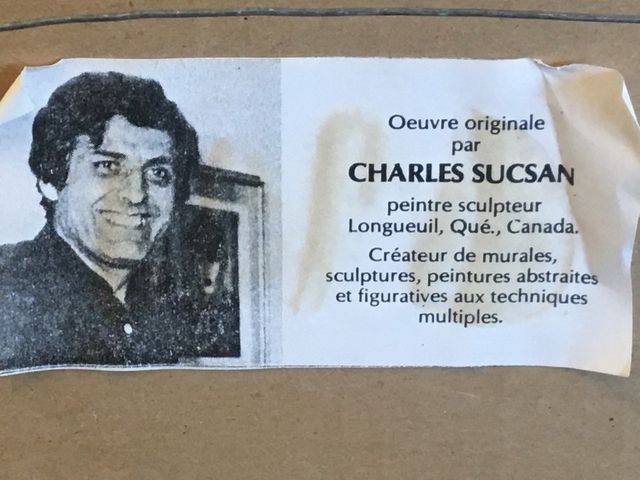 Oeuvre originale
par
CHARLES SUCSAN
peintre sculpteur
Longueuil, Qué., Canada.
Créateur de murales,
sculptures, peintures abstraites
et figuratives aux techniques
multiples.